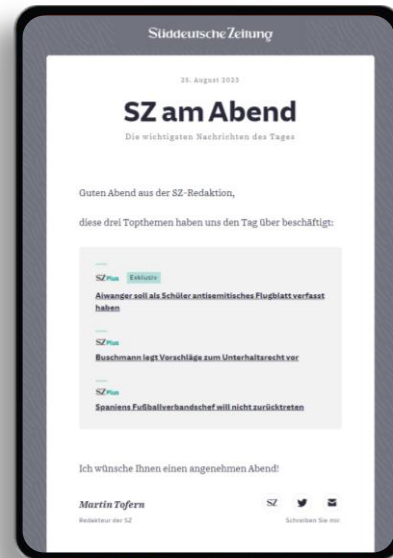 Süddeutsche Zeitung
25. August 2023
SZ am Abend
Die wichtigsten Nachrichten des Tages
Guten Abend aus der SZ-Redaktion,
diese drei Topthemen haben uns den Tag über beschäftigt:
SZ Plus Exklusiv
Aiwanger soll als Schüler antisemitisches Flugblatt verfasst
haben
SZ Plus
Buschmann legt Vorschläge zum Unterhaltsrecht vor
SZ Plus
Spaniens Fußballverbandschef will nicht zurücktreten
Ich wünsche Ihnen einen angenehmen Abend!
Martin Tofern SZ
Redakteur der SZ Schreiben Sie mir